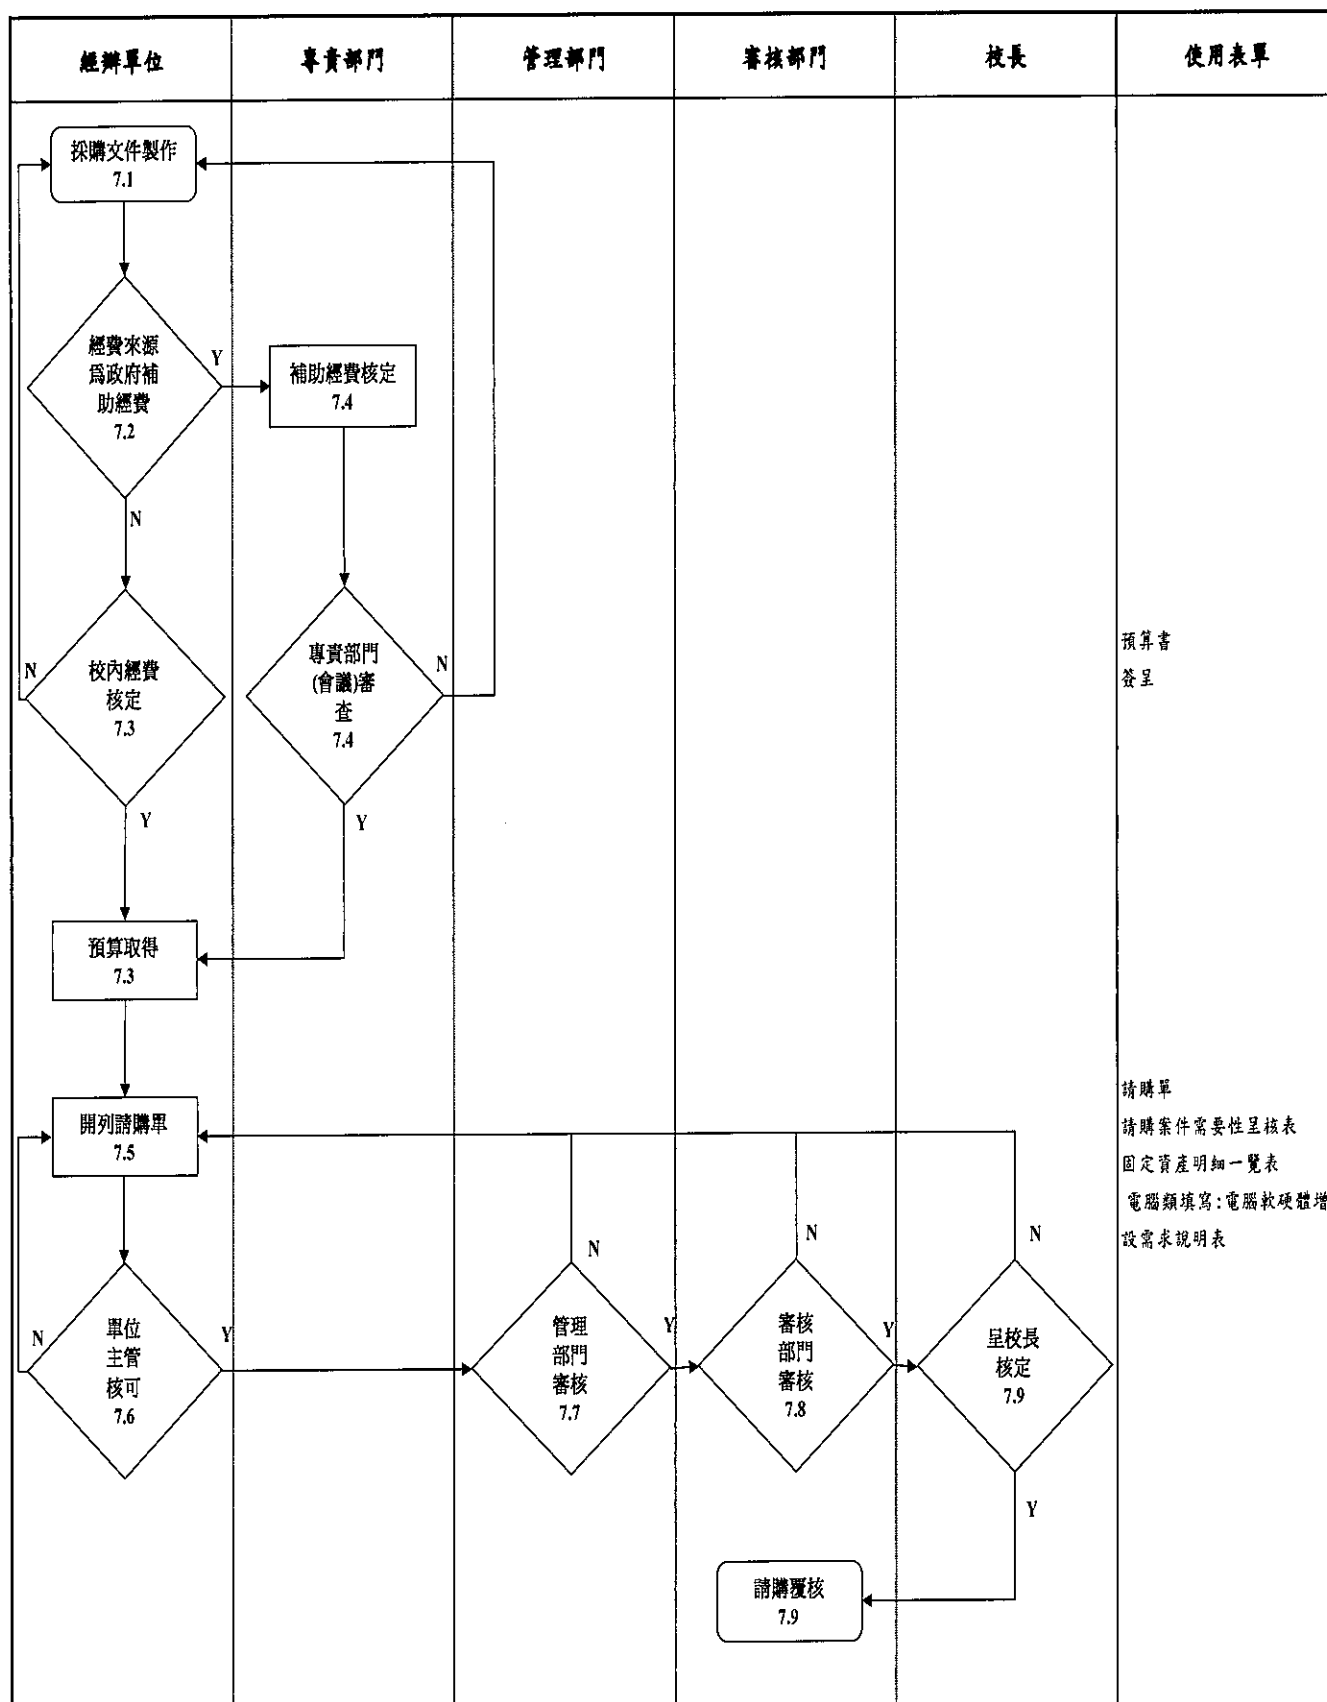 經辦單位
專責部門
管理部門
審核部門
校長
使用表單
採購文件製作
7.1
經費來源
為政府補
助經費
7.2
Y
補助經費核定
7.4
N
校內經費
核定
7.3
N
專責部門
(會議)審
查
7.4
N
預算書
簽呈
Y
Y
預算取得
7.3
開列請購單
7.5
請購單
請購案件需要性呈核表
固定資產明細一覽表
電腦類填寫:電腦軟硬體增
設需求說明表
N
N
N
單位
主管
核可
7.6
N
Y
管理
部門
審核
7.7
Y
審核
部門
審核
7.8
Y
呈校長
核定
7.9
Y
請購覆核
7.9